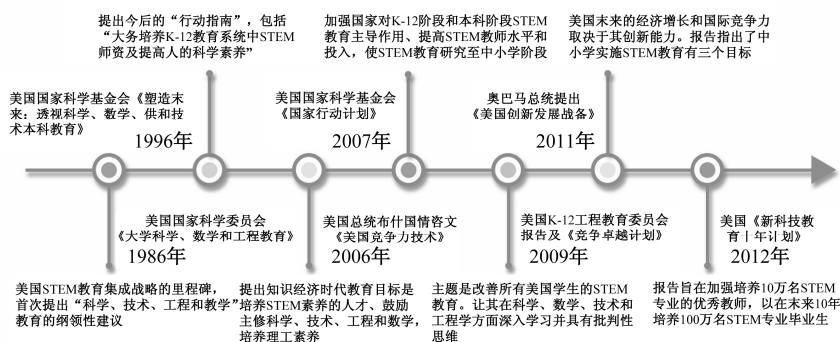 提出今后的“行动指南”，包括
“大务培养K-12教育系统中STEM
师资及提高人的科学素养”
美国国家科学基金会《塑造末
来：透视科学、数学、供和技
术本科教育》
1996年
加强国家对K-12阶段和本科阶段STEM
教育主导作用、提高STEM教师水平和
投入，使STEM教育研究至中小学阶段
美国国家科学基金会
《国家行动计划》
2007年
美国未来的经济增长和国际竞争力
取决于其创新能力。报告指出了中
小学实施STEM教育有三个目标
奥巴马总统提出
《美国创新发展战备》
2011年
美国国家科学委员会
《大学科学、数学和工程教育》
1986年
美国STEM教育集成战略的里程碑，
首次提出“科学、技术、工程和教学”
教育的纲领性建议
美国总统布什国情咨文
《美国竞争力技术》
2006年
提出知识经济时代教育目标是
培养STEM素养的人才、鼓励
主修科学、技术、工程和数学，
培养理工素养
美国K-12工程教育委员会
报告及《竞争卓越计划》
2009年
主题是改善所有美国学生的STEM
教育。让其在科学、数学、技术和
工程学方面深入学习并具有批判性
思维
美国《新科技教
育十年计划》
2012年
报告旨在加强培养10万名STEM
专业的优秀教师，以在末来10年
培养100万名STEM专业毕业生